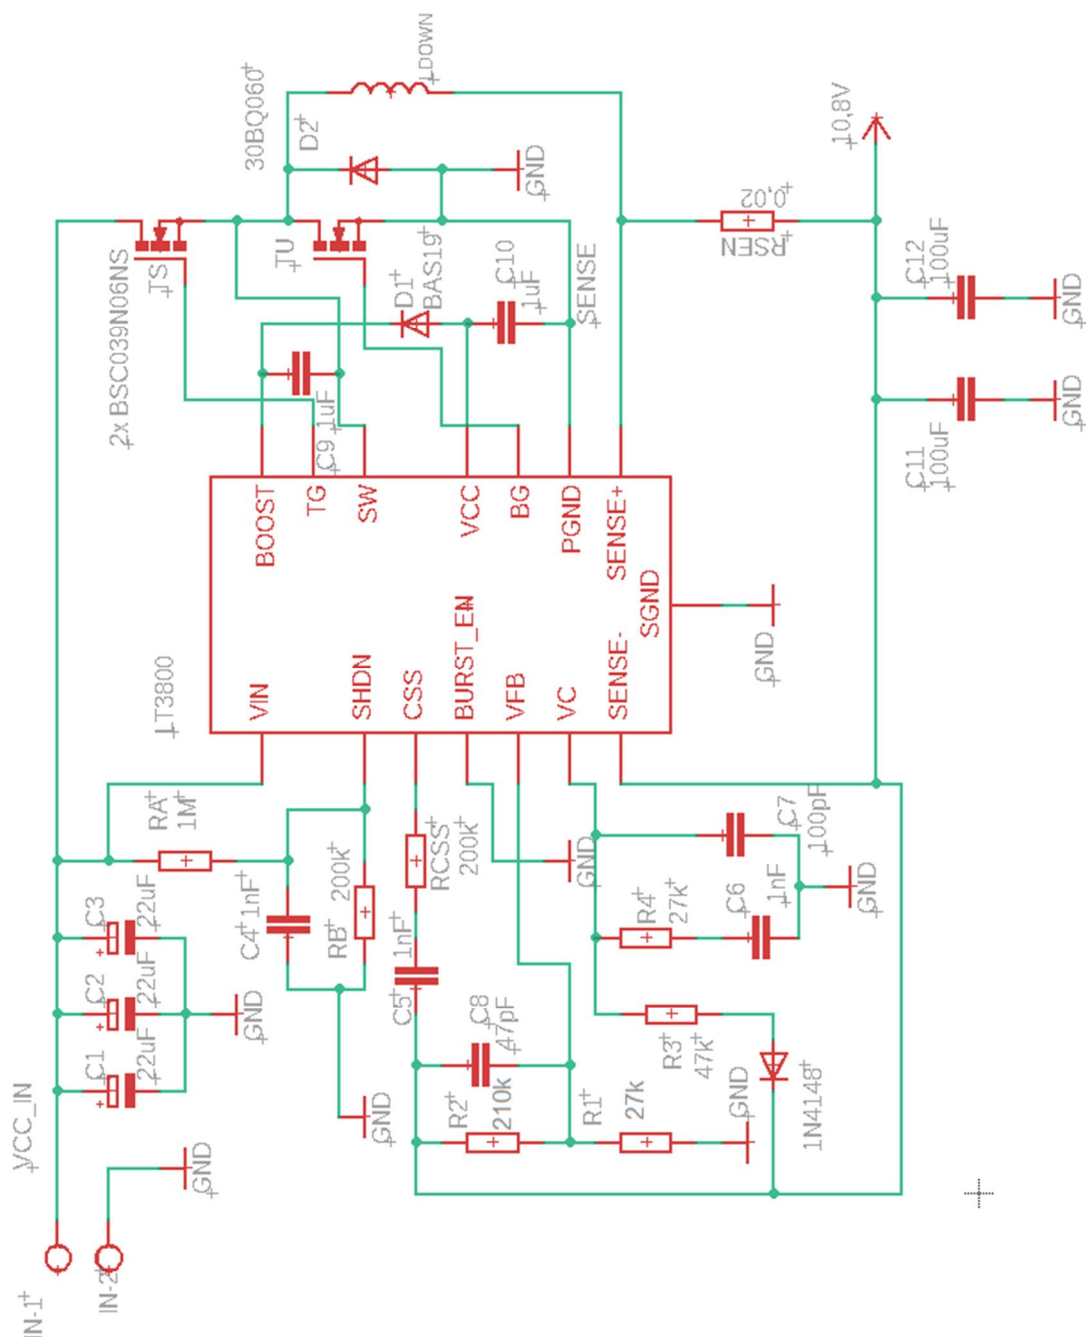 LDOWN
30BQ060
D2
10,8V
GND
0,02
RSEN
TU
TS
2x BSC039N06NS
D1
BAS19
C10
1uF
SENSE
C12
100uF
GND
C9
1uF
C11
100uF
GND
BOOST
TG
SW
VCC
BG
PGND
SENSE+
SGND
GND
LT3800
VIN
SHDN
CSS
BURST_EN
VFB
VC
SENSE-
RA
1M
C3
22uF
C2
22uF
C1
22uF
GND
C4
1nF
RB
200k
RCSS
200k
GND
C5
1nF
C8
47pF
R2
210k
R1
27k
GND
R4
27k
C6
1nF
C7
100pF
GND
R3
47k
1N4148
GND
VCC_IN
GND
IN-1
IN-2